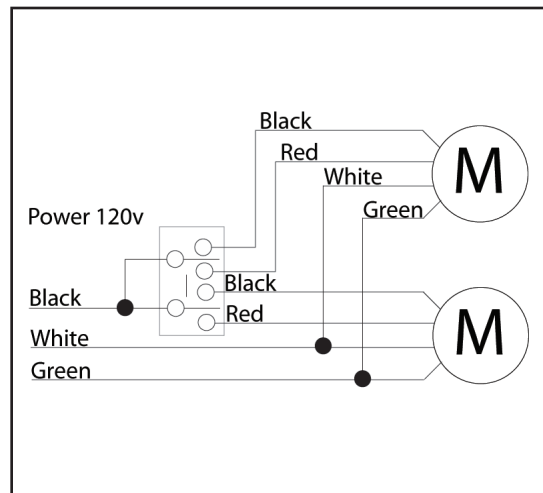 Black
Red
White
Green
M
Power 120v
Black
Black
Red
White
Green
M